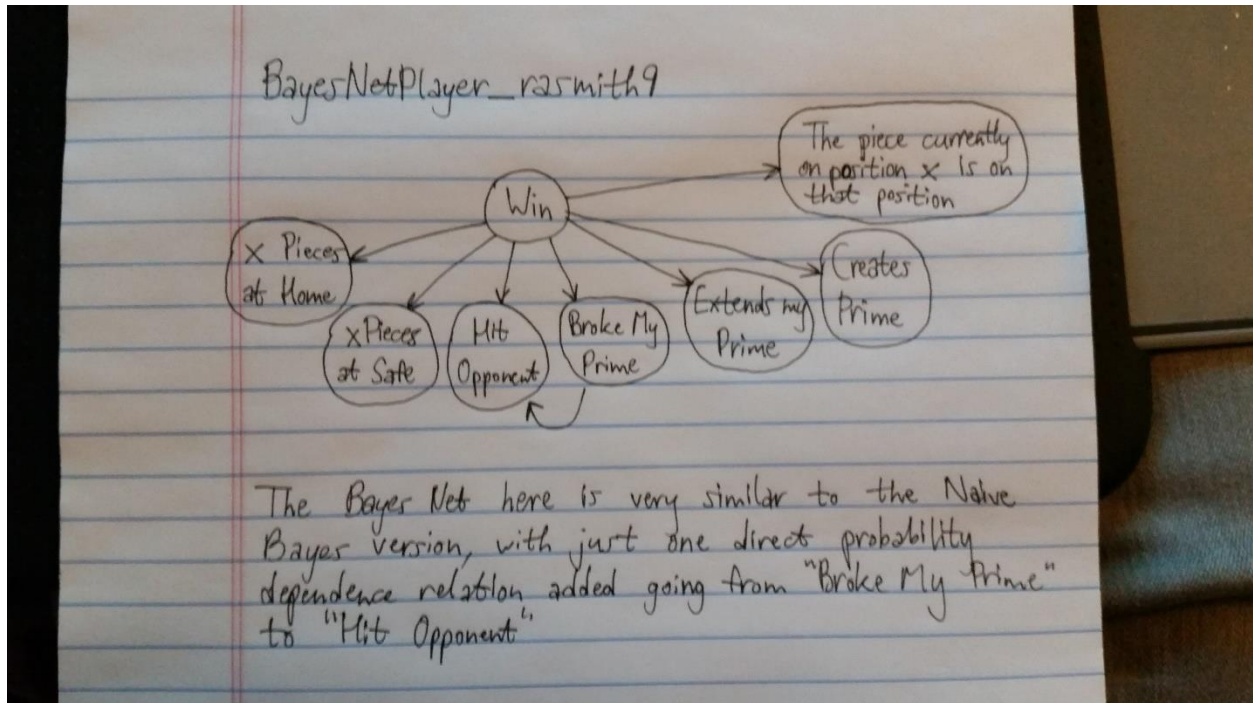 BayesNetPlayer_rasmith9
The piece currently
on position x is on
that position
Win
x Pieces
at Home
x Pieces
at Safe
Hit
Opponent
Broke My
Prime
Extends my
Prime
Creates
Prime
The Bayes Net here is very similar to the Naive
Bayes version, with just one direct probability
dependence relation added going from "Broke My Prime"
to "Hit Opponent"